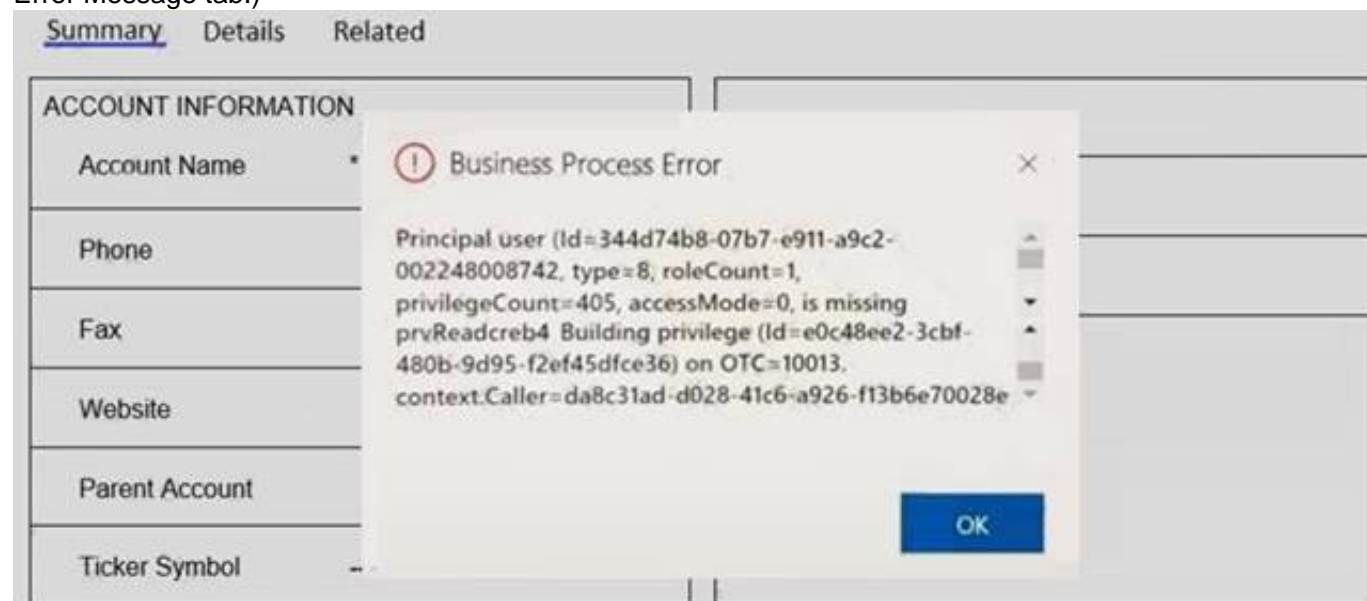 Error Message tab.)
Summary Details Related
ACCOUNT INFORMATION
Account Name *
Phone
Fax
Website
Parent Account
Ticker Symbol --
Business Process Error
Principal user (Id=344d74b8-07b7-e911-a9c2-
002248008742, type=8, roleCount=1,
privilegeCount=405, accessMode=0, is missing
prvReadcreb4 Building privilege (Id=e0c48ee2-3cbf-
480b-9d95-f2ef45dfce36) on OTC=10013.
context.Caller=da8c31ad-d028-41c6-a926-f13b6e70028e
OK